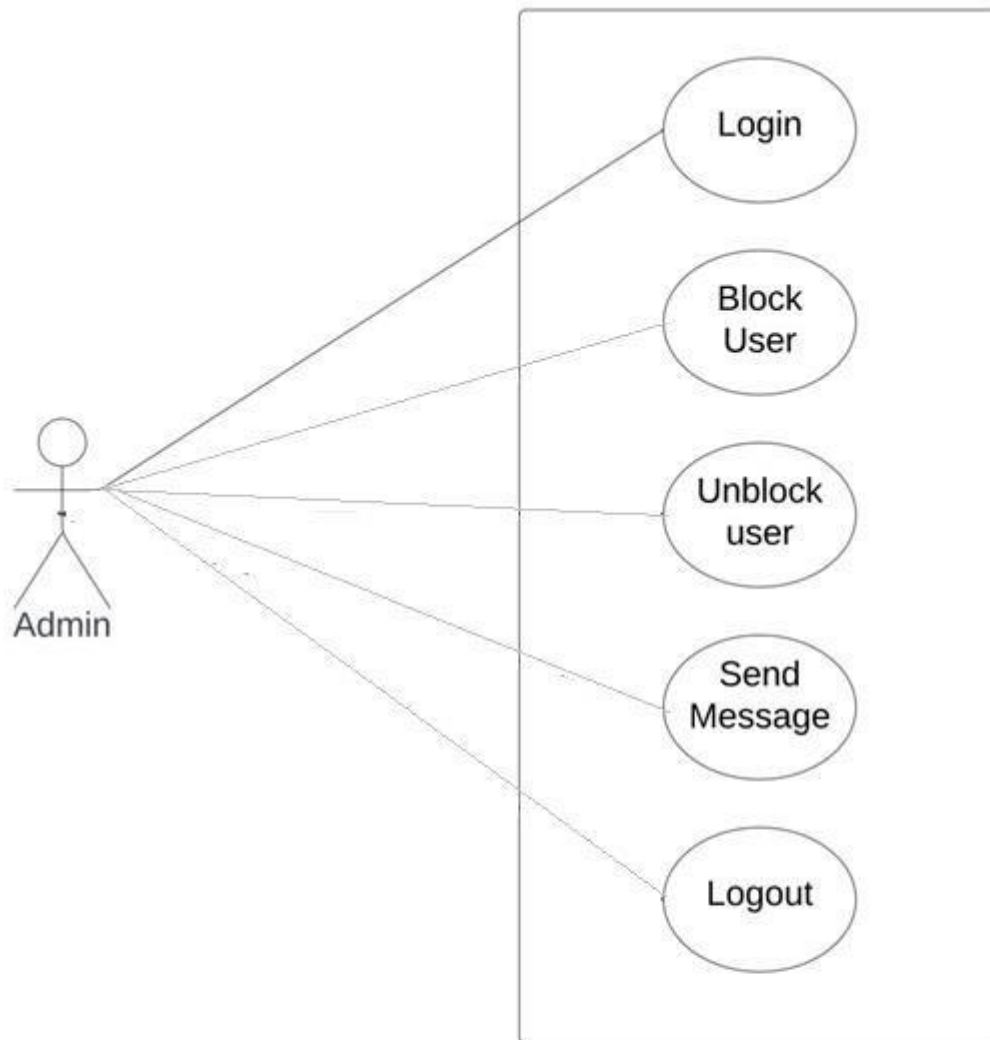 Login
Block
User
Unblock
user
Admin
Send
Message
Logout